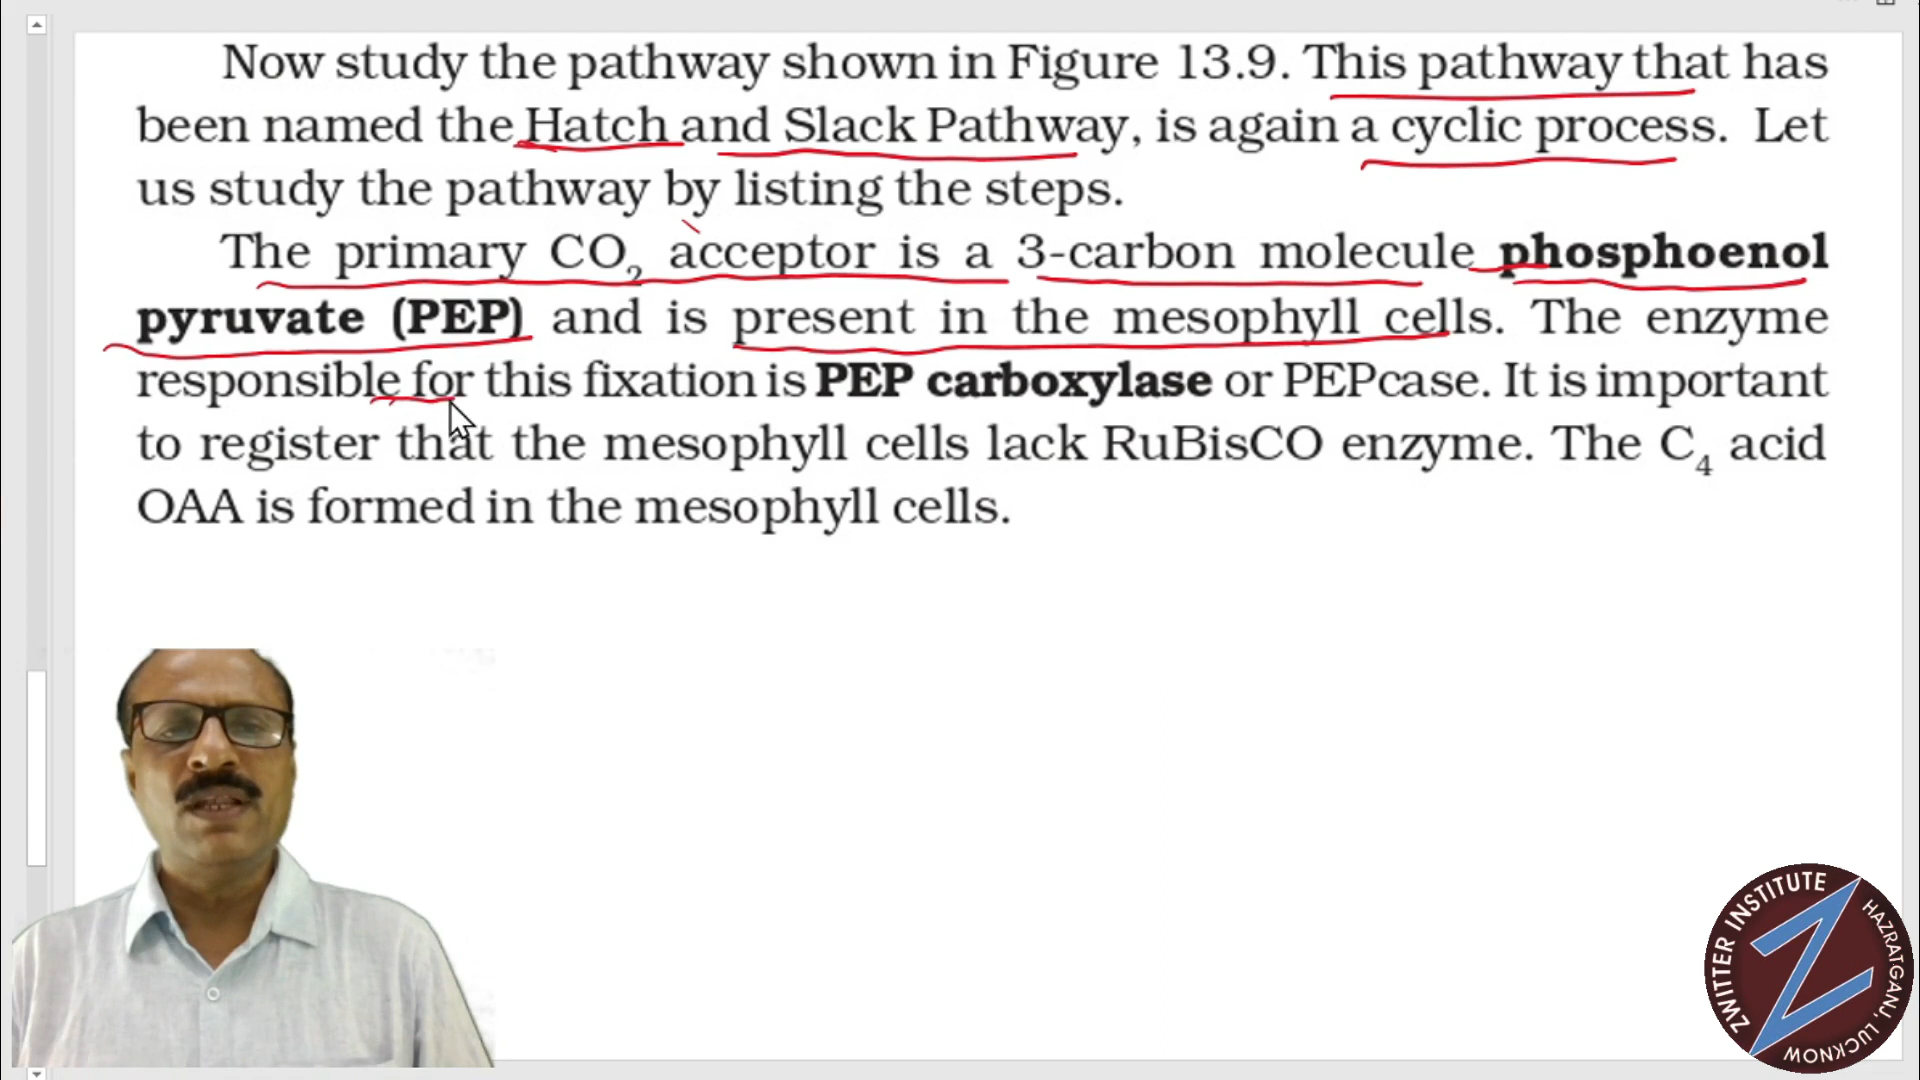 Now study the pathway shown in Figure 13.9. This pathway that has
been named the Hatch and Slack Pathway, is again a cyclic process. Let
us study the pathway by listing the steps.
The primary CO₂ acceptor is a 3-carbon molecule phosphoenol
pyruvate (PEP) and is present in the mesophyll cells. The enzyme
responsible for this fixation is PEP carboxylase or PEPcase. It is important
to register that the mesophyll cells lack RuBisCO enzyme. The C₄ acid
OAA is formed in the mesophyll cells.
ZWITTER INSTITUTE
HAZRATGANJ, LUCKNOW